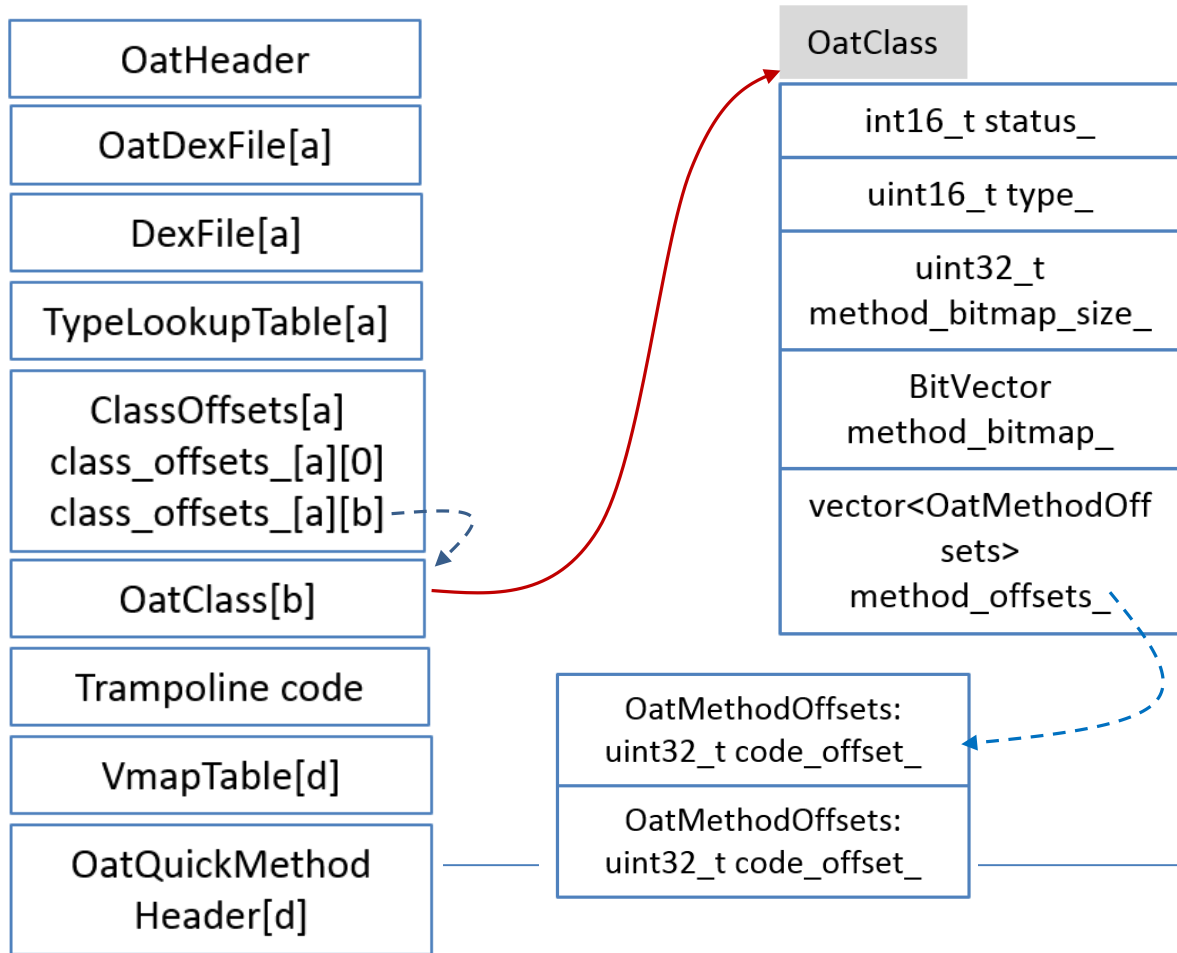 OatHeader
OatDexFile[a]
DexFile[a]
TypeLookupTable[a]
ClassOffsets[a]
class_offsets_[a][0]
class_offsets_[a][b]
OatClass[b]
Trampoline code
VmapTable[d]
OatQuickMethod
Header[d]
OatClass
int16_t status_
uint16_t type_
uint32_t
method_bitmap_size_
BitVector
method_bitmap_
vector<OatMethodOff
sets>
method_offsets_
OatMethodOffsets:
uint32_t code_offset_
OatMethodOffsets:
uint32_t code_offset_